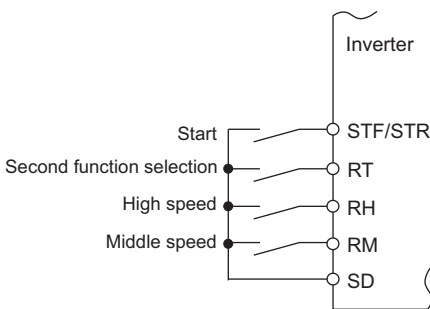 Inverter
Start
STF/STR
Second function selection
RT
High speed
RH
Middle speed
RM
SD